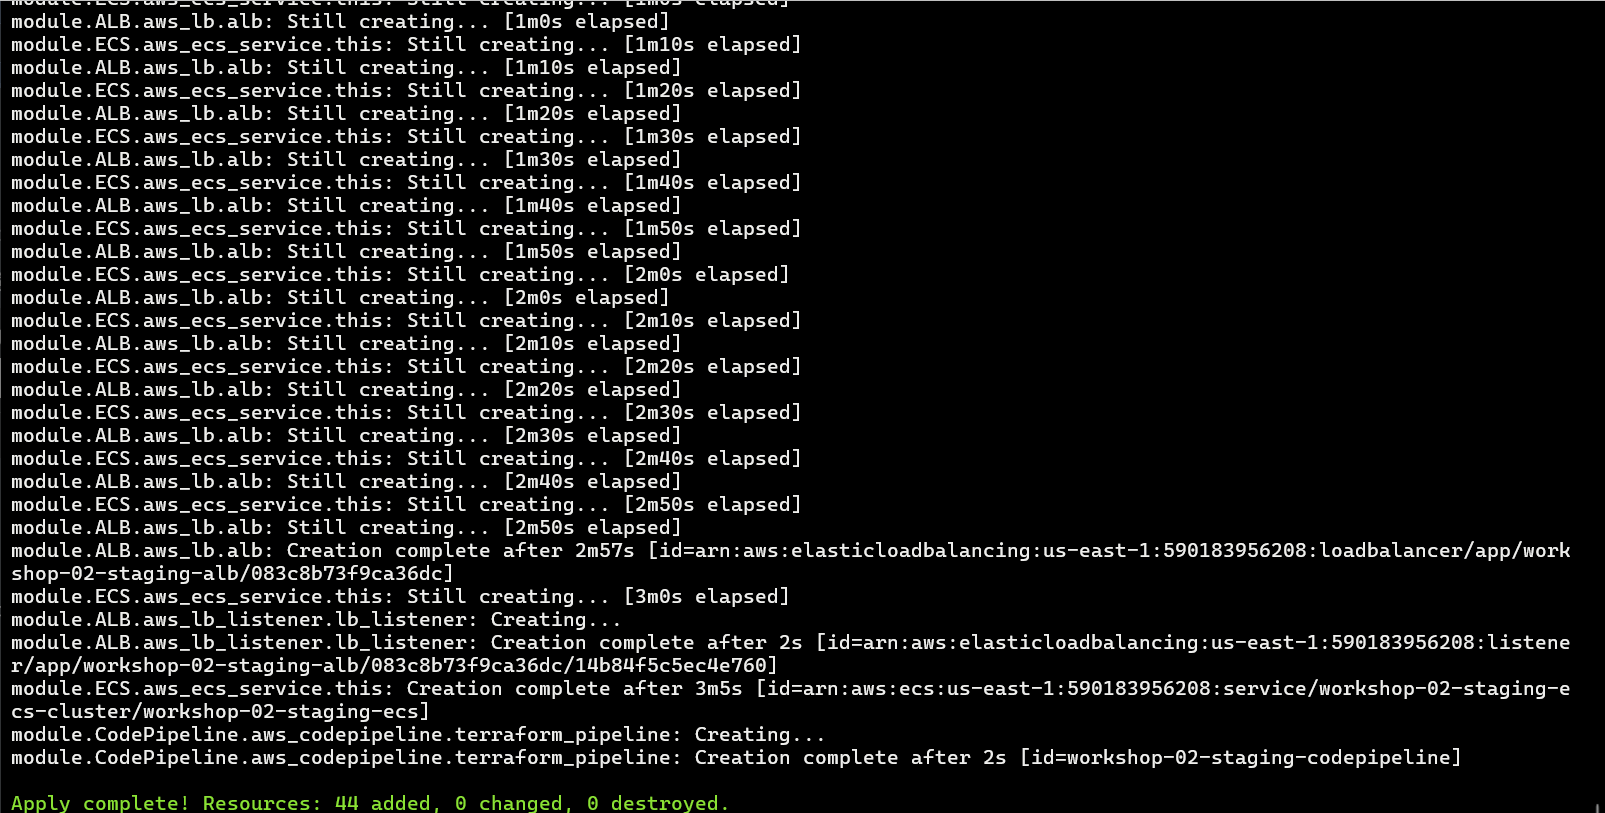 module.ECS.aws_ecs_service.this: Still creating... [1m0s elapsed]
module.ALB.aws_lb.alb: Still creating... [1m0s elapsed]
module.ECS.aws_ecs_service.this: Still creating... [1m10s elapsed]
module.ALB.aws_lb.alb: Still creating... [1m10s elapsed]
module.ECS.aws_ecs_service.this: Still creating... [1m20s elapsed]
module.ALB.aws_lb.alb: Still creating... [1m20s elapsed]
module.ECS.aws_ecs_service.this: Still creating... [1m30s elapsed]
module.ALB.aws_lb.alb: Still creating... [1m30s elapsed]
module.ECS.aws_ecs_service.this: Still creating... [1m40s elapsed]
module.ALB.aws_lb.alb: Still creating... [1m40s elapsed]
module.ECS.aws_ecs_service.this: Still creating... [1m50s elapsed]
module.ALB.aws_lb.alb: Still creating... [1m50s elapsed]
module.ECS.aws_ecs_service.this: Still creating... [2m0s elapsed]
module.ALB.aws_lb.alb: Still creating... [2m0s elapsed]
module.ECS.aws_ecs_service.this: Still creating... [2m10s elapsed]
module.ALB.aws_lb.alb: Still creating... [2m10s elapsed]
module.ECS.aws_ecs_service.this: Still creating... [2m20s elapsed]
module.ALB.aws_lb.alb: Still creating... [2m20s elapsed]
module.ECS.aws_ecs_service.this: Still creating... [2m30s elapsed]
module.ALB.aws_lb.alb: Still creating... [2m30s elapsed]
module.ECS.aws_ecs_service.this: Still creating... [2m40s elapsed]
module.ALB.aws_lb.alb: Still creating... [2m40s elapsed]
module.ECS.aws_ecs_service.this: Still creating... [2m50s elapsed]
module.ALB.aws_lb.alb: Still creating... [2m50s elapsed]
module.ALB.aws_lb.alb: Creation complete after 2m57s [id=arn:aws:elasticloadbalancing:us-east-1:590183956208:loadbalancer/app/work
shop-02-staging-alb/083c8b73f9ca36dc]
module.ECS.aws_ecs_service.this: Still creating... [3m0s elapsed]
module.ALB.aws_lb_listener.lb_listener: Creating...
module.ALB.aws_lb_listener.lb_listener: Creation complete after 2s [id=arn:aws:elasticloadbalancing:us-east-1:590183956208:listene
r/app/workshop-02-staging-alb/083c8b73f9ca36dc/14b84f5c5ec4e760]
module.ECS.aws_ecs_service.this: Creation complete after 3m5s [id=arn:aws:ecs:us-east-1:590183956208:service/workshop-02-staging-e
cs-cluster/workshop-02-staging-ecs]
module.CodePipeline.aws_codepipeline.terraform_pipeline: Creating...
module.CodePipeline.aws_codepipeline.terraform_pipeline: Creation complete after 2s [id=workshop-02-staging-codepipeline]
Apply complete! Resources: 44 added, 0 changed, 0 destroyed.